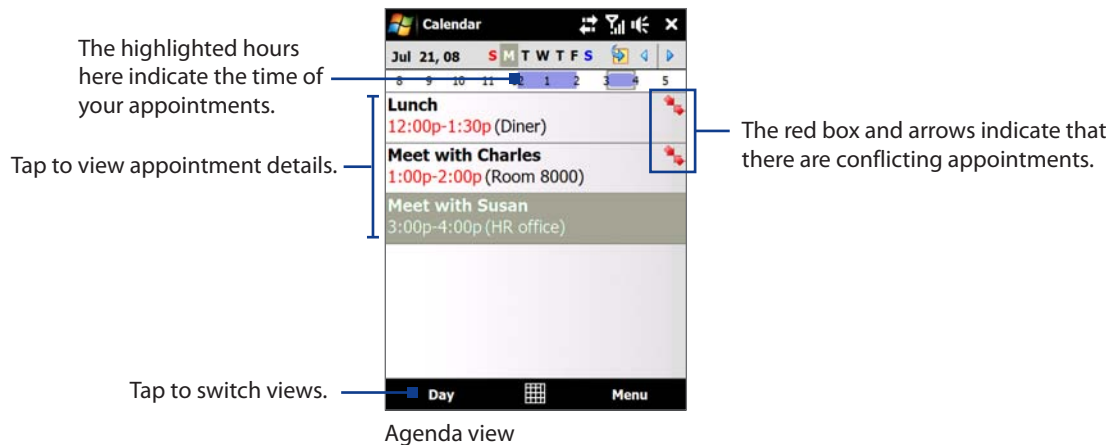 Calendar
Jul 21, 08 S M T W T F S
8 9 10 11 12 1 2 3 4 5
The highlighted hours
here indicate the time of
your appointments.
Lunch
12:00p-1:30p (Diner)
Meet with Charles
1:00p-2:00p (Room 8000)
Meet with Susan
3:00p-4:00p (HR office)
Tap to view appointment details.
The red box and arrows indicate that
there are conflicting appointments.
Tap to switch views.
Day Menu
Agenda view